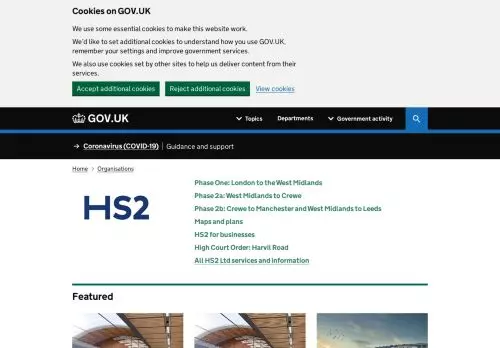 Cookies on GOV.UK
We use some essential cookies to make this website work.
We'd like to set additional cookies to understand how you use GOV.UK,
remember your settings and improve government services.
We also use cookies set by other sites to help us deliver content from their
services.
Accept additional cookies Reject additional cookies View cookies
GOV.UK Topics Departments Government activity
→ Coronavirus (COVID-19) Guidance and support
Home > Organisations
HS2
Phase One: London to the West Midlands
Phase 2a: West Midlands to Crewe
Phase 2b: Crewe to Manchester and West Midlands to Leeds
Maps and plans
HS2 for businesses
High Court Order: Harvil Road
All HS2 Ltd services and information
Featured